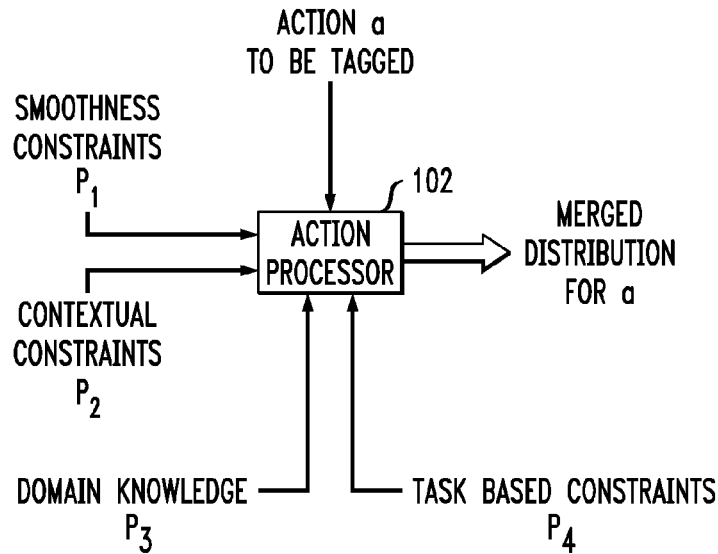 ACTION a
TO BE TAGGED
SMOOTHNESS
CONSTRAINTS
P1
102
ACTION
PROCESSOR
MERGED
DISTRIBUTION
FOR a
CONTEXTUAL
CONSTRAINTS
P2
DOMAIN KNOWLEDGE
P3
TASK BASED CONSTRAINTS
P4